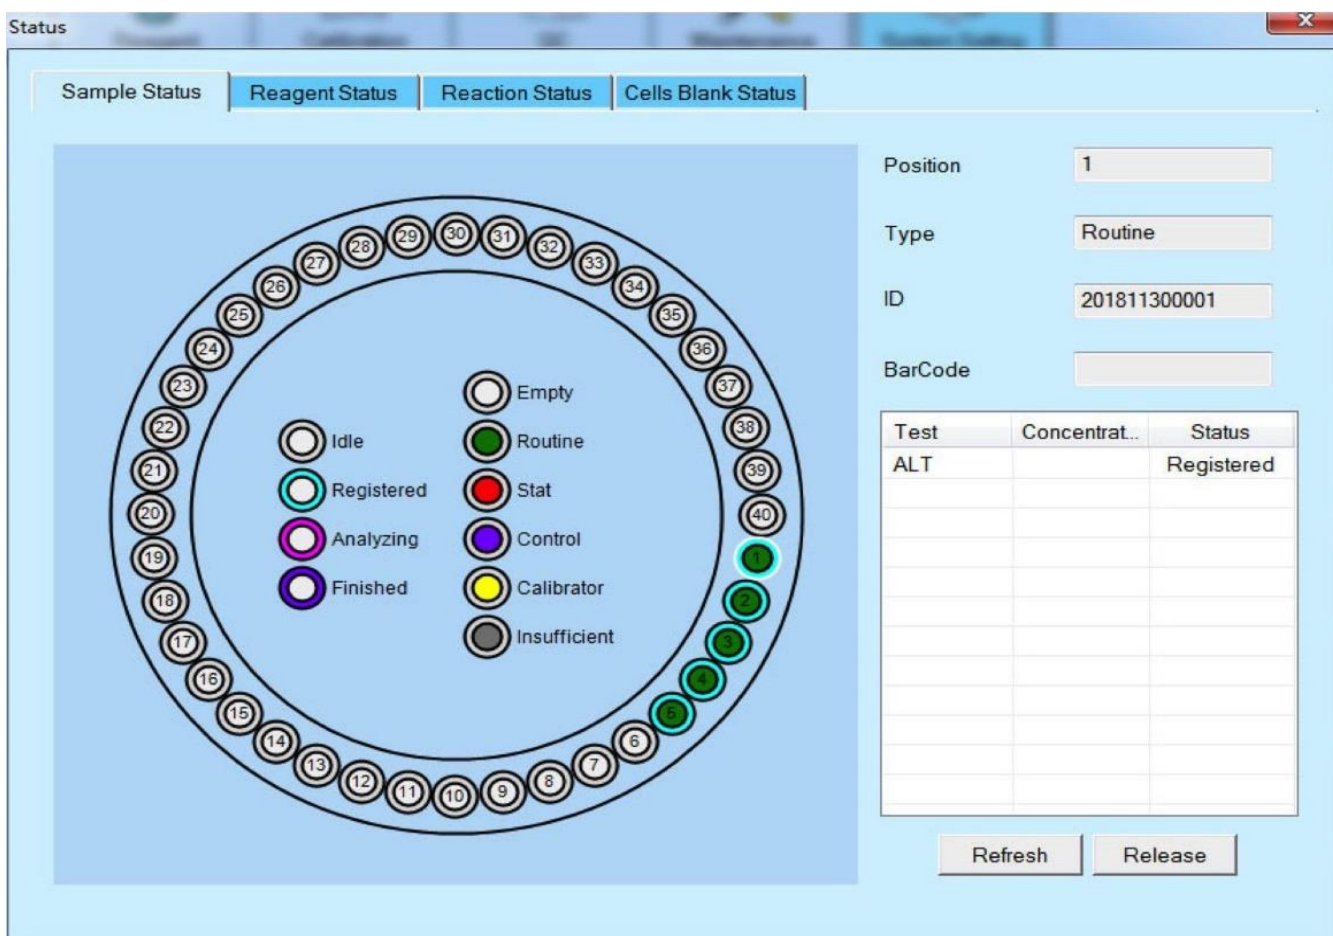 Status
Sample Status
Reagent Status
Reaction Status
Cells Blank Status
Position
1
Type
Routine
ID
201811300001
BarCode
Test Concentrat... Status
ALT Registered
Refresh
Release
Idle
Registered
Analyzing
Finished
Empty
Routine
Stat
Control
Calibrator
Insufficient
1
2
3
4
5
6
7
8
9
10
11
12
13
14
15
16
17
18
19
20
21
22
23
24
25
26
27
28
29
30
31
32
33
34
35
36
37
38
39
40